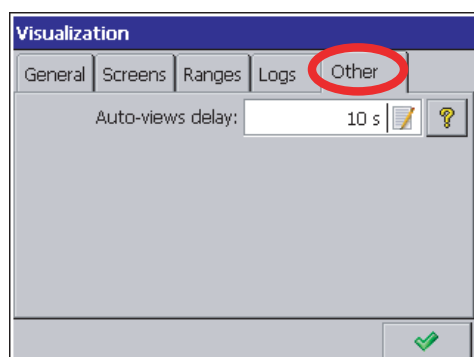 Visualization
General Screens Ranges Logs Other
Auto-views delay: 10 s ?